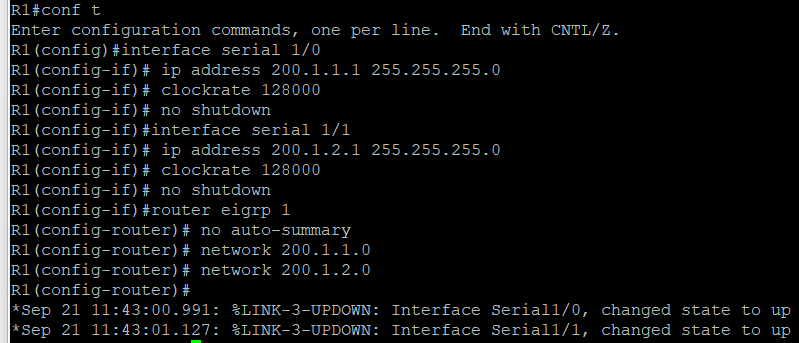 R1#conf t
Enter configuration commands, one per line.  End with CNTL/Z.
R1(config)#interface serial 1/0
R1(config-if)# ip address 200.1.1.1 255.255.255.0
R1(config-if)# clockrate 128000
R1(config-if)# no shutdown
R1(config-if)#interface serial 1/1
R1(config-if)# ip address 200.1.2.1 255.255.255.0
R1(config-if)# clockrate 128000
R1(config-if)# no shutdown
R1(config-if)#router eigrp 1
R1(config-router)# no auto-summary
R1(config-router)# network 200.1.1.0
R1(config-router)# network 200.1.2.0
R1(config-router)#
*Sep 21 11:43:00.991: %LINK-3-UPDOWN: Interface Serial1/0, changed state to up
*Sep 21 11:43:01.127: %LINK-3-UPDOWN: Interface Serial1/1, changed state to up